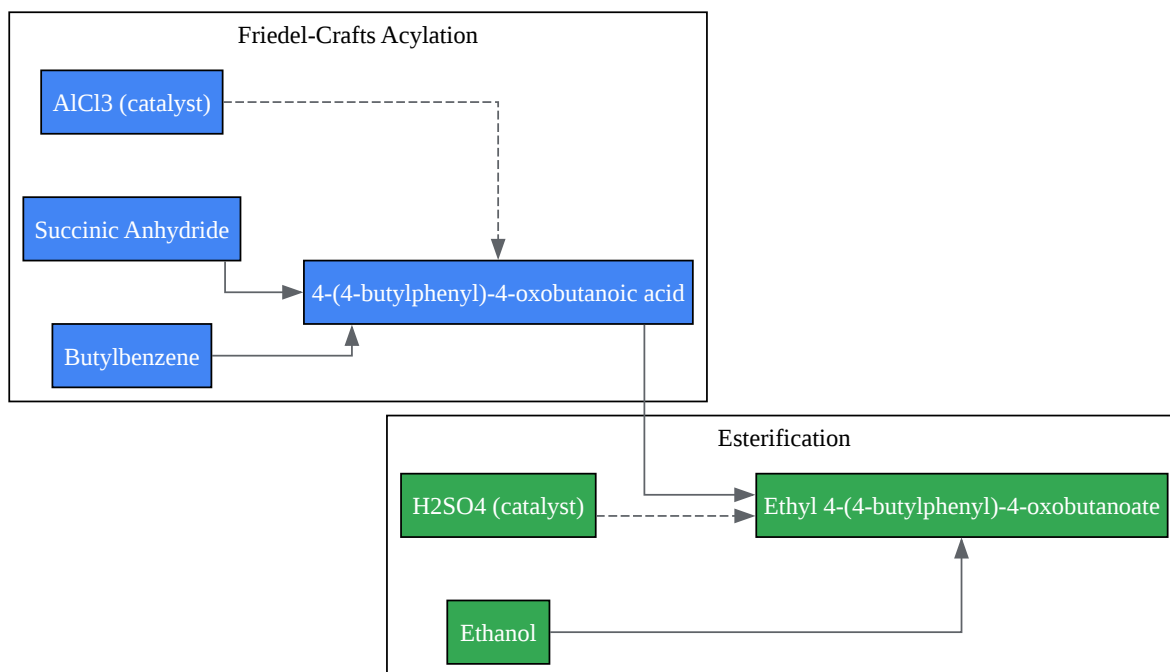 Friedel-Crafts Acylation
AlCl3 (catalyst)
Succinic Anhydride
4-(4-butylphenyl)-4-oxobutanoic acid
Butylbenzene
Esterification
H2SO4 (catalyst)
Ethyl 4-(4-butylphenyl)-4-oxobutanoate
Ethanol